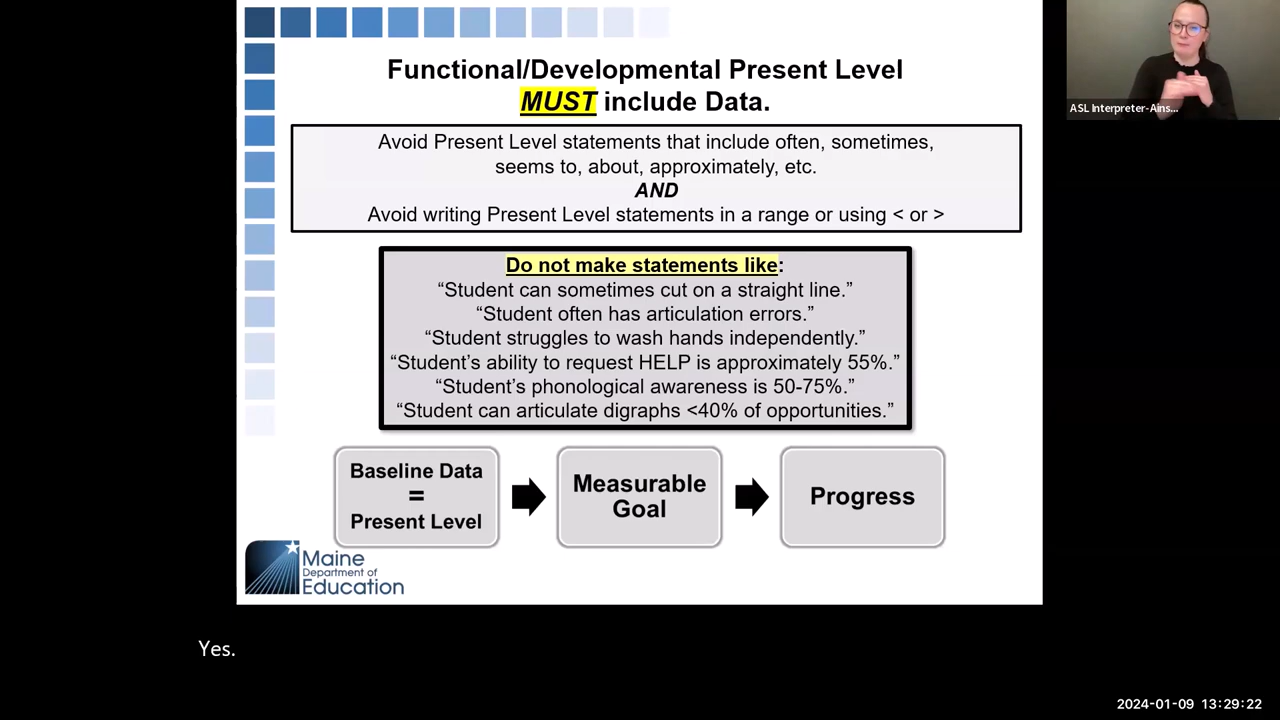 Functional/Developmental Present Level
MUST include Data.
Avoid Present Level statements that include often, sometimes,
seems to, about, approximately, etc.
AND
Avoid writing Present Level statements in a range or using < or >
Do not make statements like:
“Student can sometimes cut on a straight line.”
“Student often has articulation errors.”
“Student struggles to wash hands independently.”
“Student’s ability to request HELP is approximately 55%.”
“Student’s phonological awareness is 50-75%.”
“Student can articulate digraphs <40% of opportunities.”
Baseline Data
=
Present Level
Measurable
Goal
Progress
Maine
Department of
Education
ASL Interpreter-Ains...
Yes.
2024-01-09 13:29:22